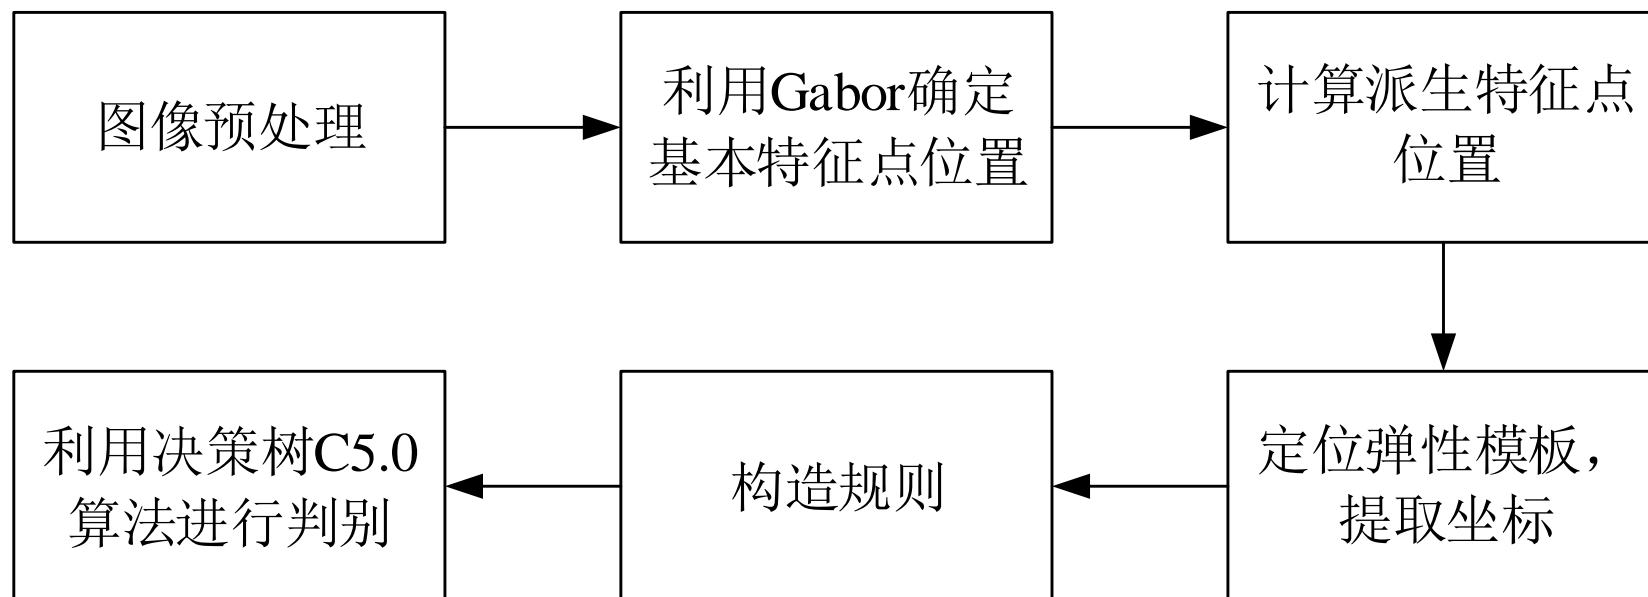 图像预处理
利用Gabor确定
基本特征点位置
计算派生特征点
位置
定位弹性模板，
提取坐标
构造规则
利用决策树C5.0
算法进行判别